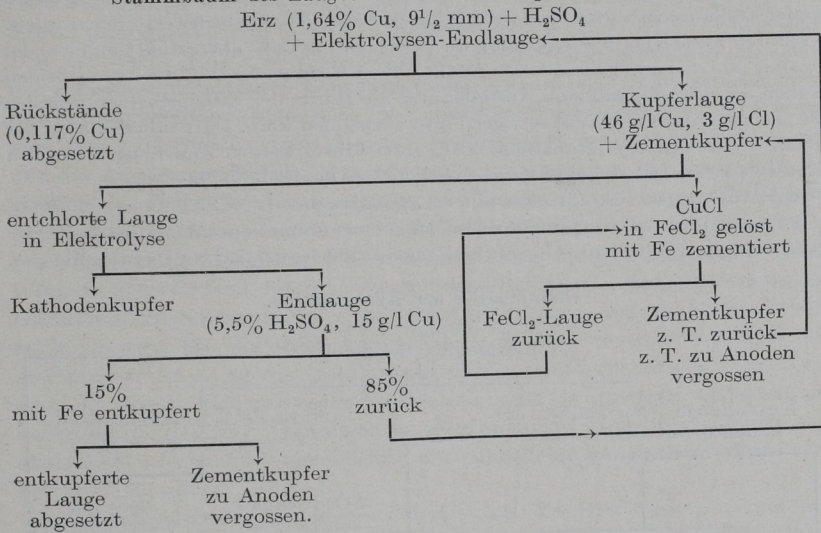 Erz (1,64% Cu, 9¹/₂ mm) + H₂SO₄
+ Elektrolysen-Endlauge
Rückstände
(0,117% Cu)
abgesetzt
Kupferlauge
(46 g/l Cu, 3 g/l Cl)
+ Zementkupfer
entchlorte Lauge
in Elektrolyse
CuCl
in FeCl₂ gelöst
mit Fe zementiert
Kathodenkupfer
Endlauge
(5,5% H₂SO₄, 15 g/l Cu)
FeCl₂-Lauge
zurück
Zementkupfer
z. T. zurück
z. T. zu Anoden
vergossen
15%
mit Fe entkupfert
85%
zurück
entkupferte
Lauge
abgesetzt
Zementkupfer
zu Anoden
vergossen.